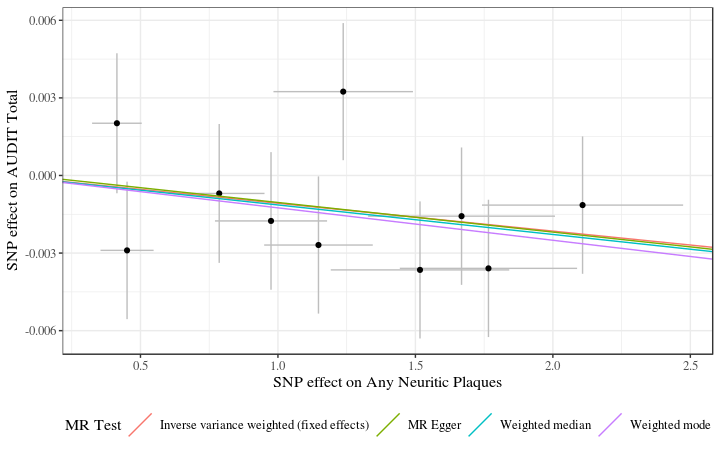 SNP effect on AUDIT Total
0.006
0.003
0.000
-0.003
-0.006
0.5 1.0 1.5 2.0 2.5
SNP effect on Any Neuritic Plaques
MR Test Inverse variance weighted (fixed effects) MR Egger Weighted median Weighted mode